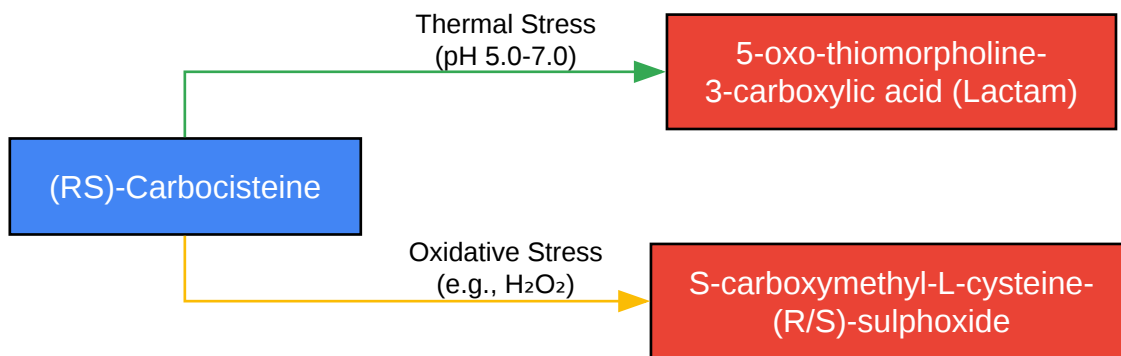 Thermal Stress
(pH 5.0-7.0)
5-oxo-thiomorpholine-
3-carboxylic acid (Lactam)
(RS)-Carbocisteine
Oxidative Stress
(e.g., H₂O₂)
S-carboxymethyl-L-cysteine-
(R/S)-sulphoxide